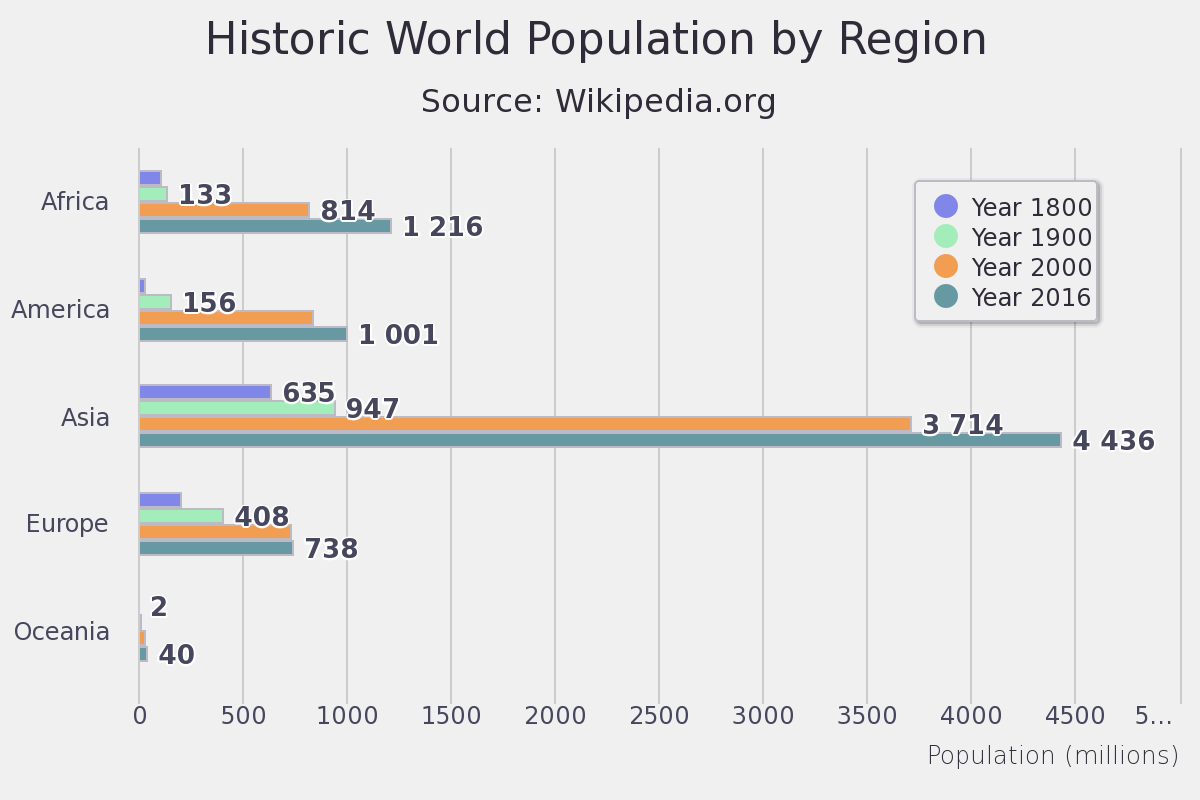 Historic World Population by Region
Source: Wikipedia.org
Year 1800
Year 1900
Year 2000
Year 2016
Africa
133
814
1 216
America
156
1 001
Asia
635
947
3 714
4 436
Europe
408
738
Oceania
2
40
0 500 1000 1500 2000 2500 3000 3500 4000 4500 5…
Population (millions)